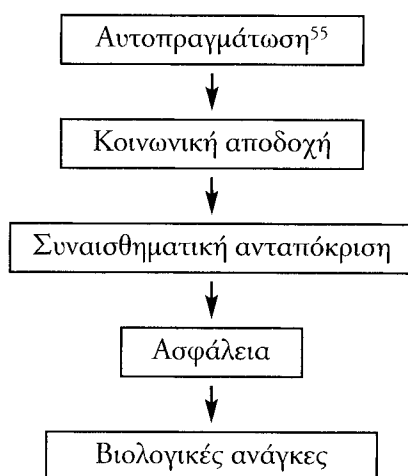 Αυτοπραγμάτωση⁵⁵
Κοινωνική αποδοχή
Συναισθηματική ανταπόκριση
Ασφάλεια
Βιολογικές ανάγκες